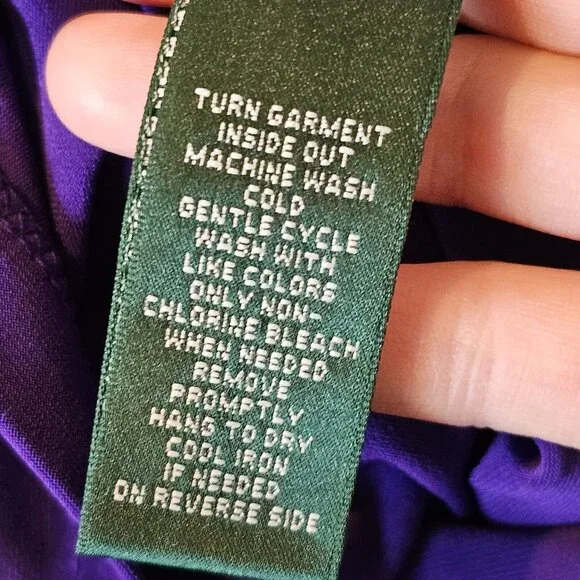 TURN GARMENT
INSIDE OUT
MACHINE WASH
COLD
GENTLE CYCLE
WASH WITH
LIKE COLORS
ONLY NON-
CHLORINE BLEACH
WHEN NEEDED
REMOVE
PROMPTLY
HANG TO DRY
COOL IRON
IF NEEDED
ON REVERSE SIDE